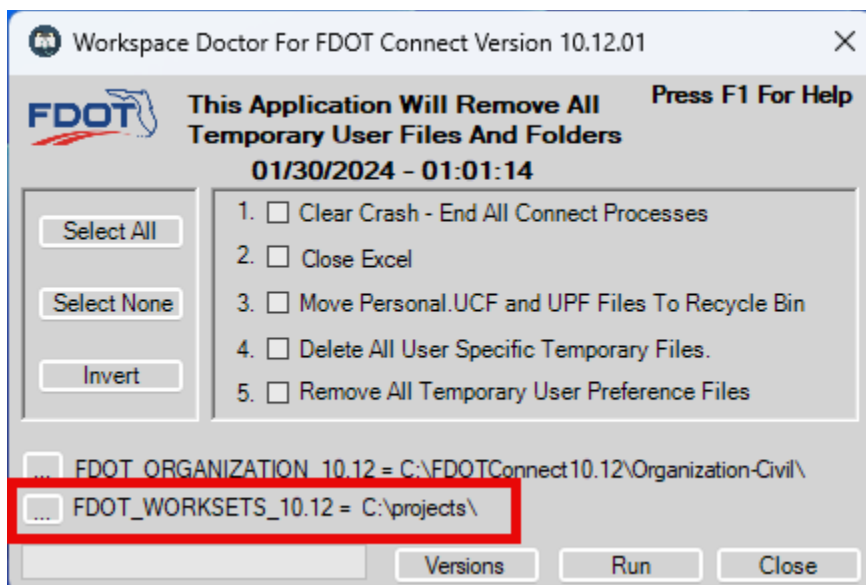 Workspace Doctor For FDOT Connect Version 10.12.01
FDOT
This Application Will Remove All
Temporary User Files And Folders
Press F1 For Help
01/30/2024 - 01:01:14
Select All
Select None
Invert
1. Clear Crash - End All Connect Processes
2. Close Excel
3. Move Personal.UCF and UPF Files To Recycle Bin
4. Delete All User Specific Temporary Files.
5. Remove All Temporary User Preference Files
... FDOT_ORGANIZATION_10.12 = C:\FDOTConnect10.12\Organization-Civil\
... FDOT_WORKSETS_10.12 = C:\projects\
Versions
Run
Close